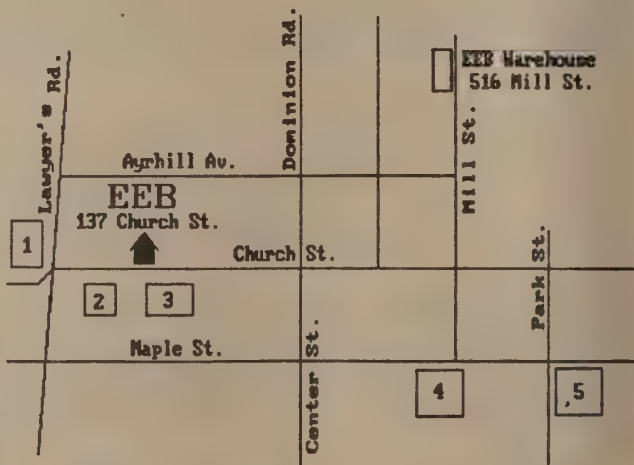 Lawyer's Rd.
Dominion Rd.
EEB Warehouse
516 Mill St.
Mill St.
Ayrhill Av.
EEB
137 Church St.
1
Church St.
Park St.
2
3
Maple St.
Center St.
4
5